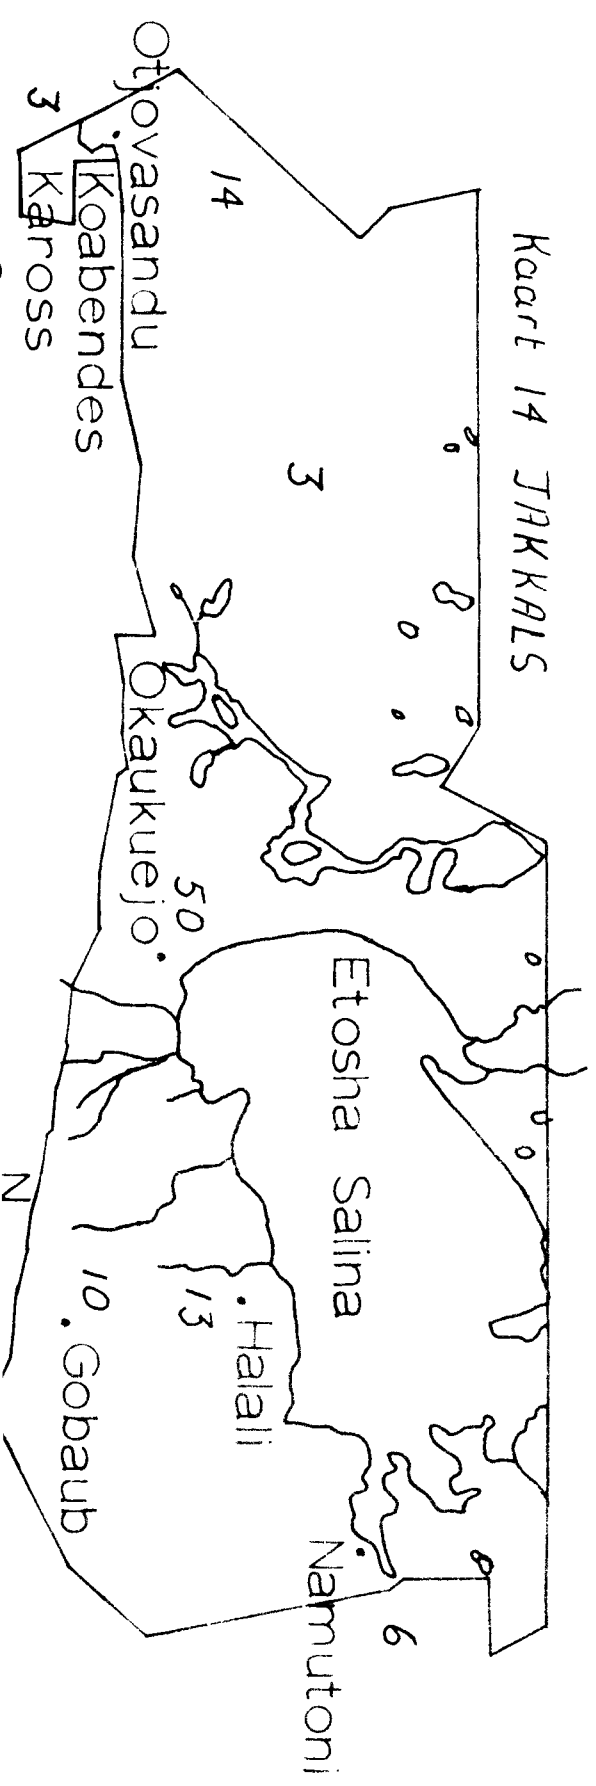 Kaart 14 JAKKALS
14
3
Otjovasandu
3
Koabendes
Kaross
Okaukuejo
50
Etosha Salina
13
Halali
10
Gobaub
Namutoni
6
N